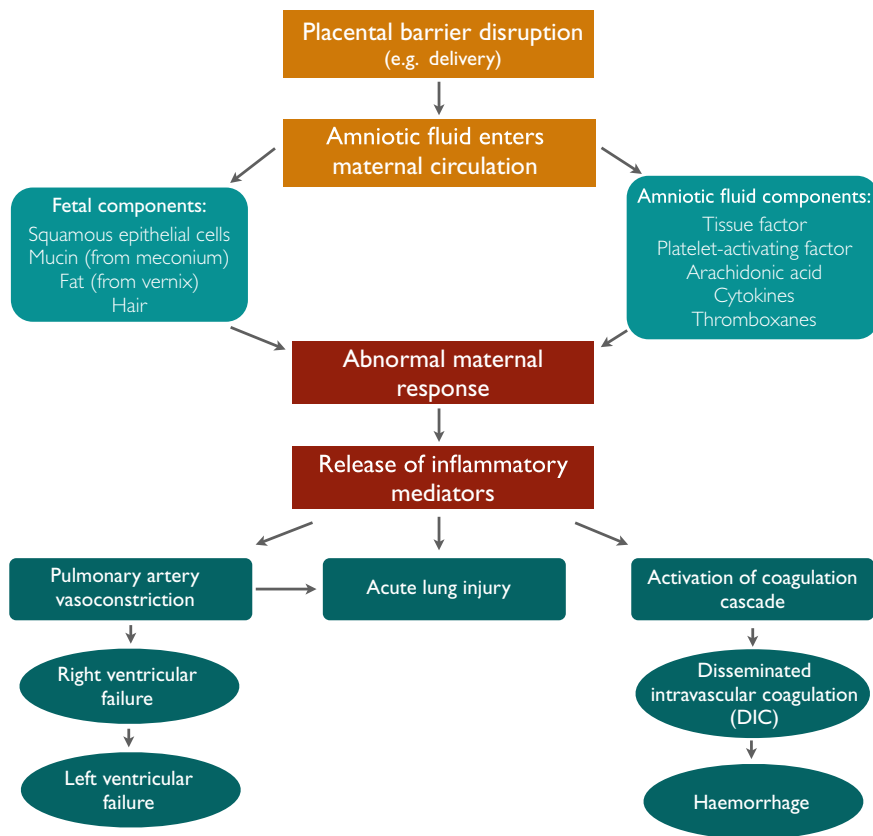 Placental barrier disruption
(e.g. delivery)
Amniotic fluid enters
maternal circulation
Fetal components:
Squamous epithelial cells
Mucin (from meconium)
Fat (from vernix)
Hair
Amniotic fluid components:
Tissue factor
Platelet-activating factor
Arachidonic acid
Cytokines
Thromboxanes
Abnormal maternal
response
Release of inflammatory
mediators
Pulmonary artery
vasoconstriction
Acute lung injury
Activation of coagulation
cascade
Right ventricular
failure
Disseminated
intravascular coagulation
(DIC)
Left ventricular
failure
Haemorrhage